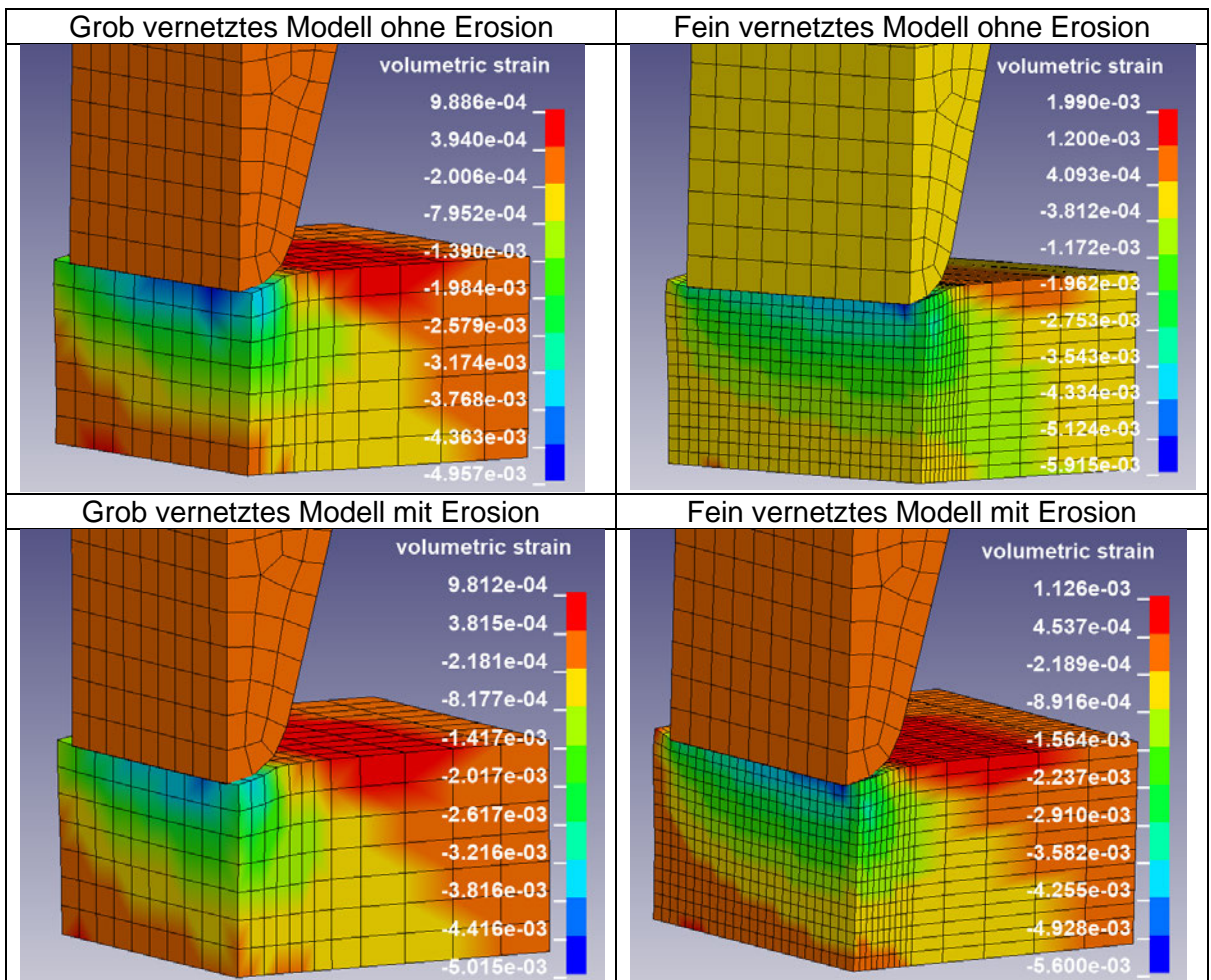 Grob vernetztes Modell ohne Erosion
volumetric strain
9.886e-04
3.940e-04
-2.006e-04
-7.952e-04
-1.390e-03
-1.984e-03
-2.579e-03
-3.174e-03
-3.768e-03
-4.363e-03
-4.957e-03
Fein vernetztes Modell ohne Erosion
volumetric strain
1.990e-03
1.200e-03
4.093e-04
-3.812e-04
-1.172e-03
-1.962e-03
-2.753e-03
-3.543e-03
-4.334e-03
-5.124e-03
-5.915e-03
Grob vernetztes Modell mit Erosion
volumetric strain
9.812e-04
3.815e-04
-2.181e-04
-8.177e-04
-1.417e-03
-2.017e-03
-2.617e-03
-3.216e-03
-3.816e-03
-4.416e-03
-5.015e-03
Fein vernetztes Modell mit Erosion
volumetric strain
1.126e-03
4.537e-04
-2.189e-04
-8.916e-04
-1.564e-03
-2.237e-03
-2.910e-03
-3.582e-03
-4.255e-03
-4.928e-03
-5.600e-03